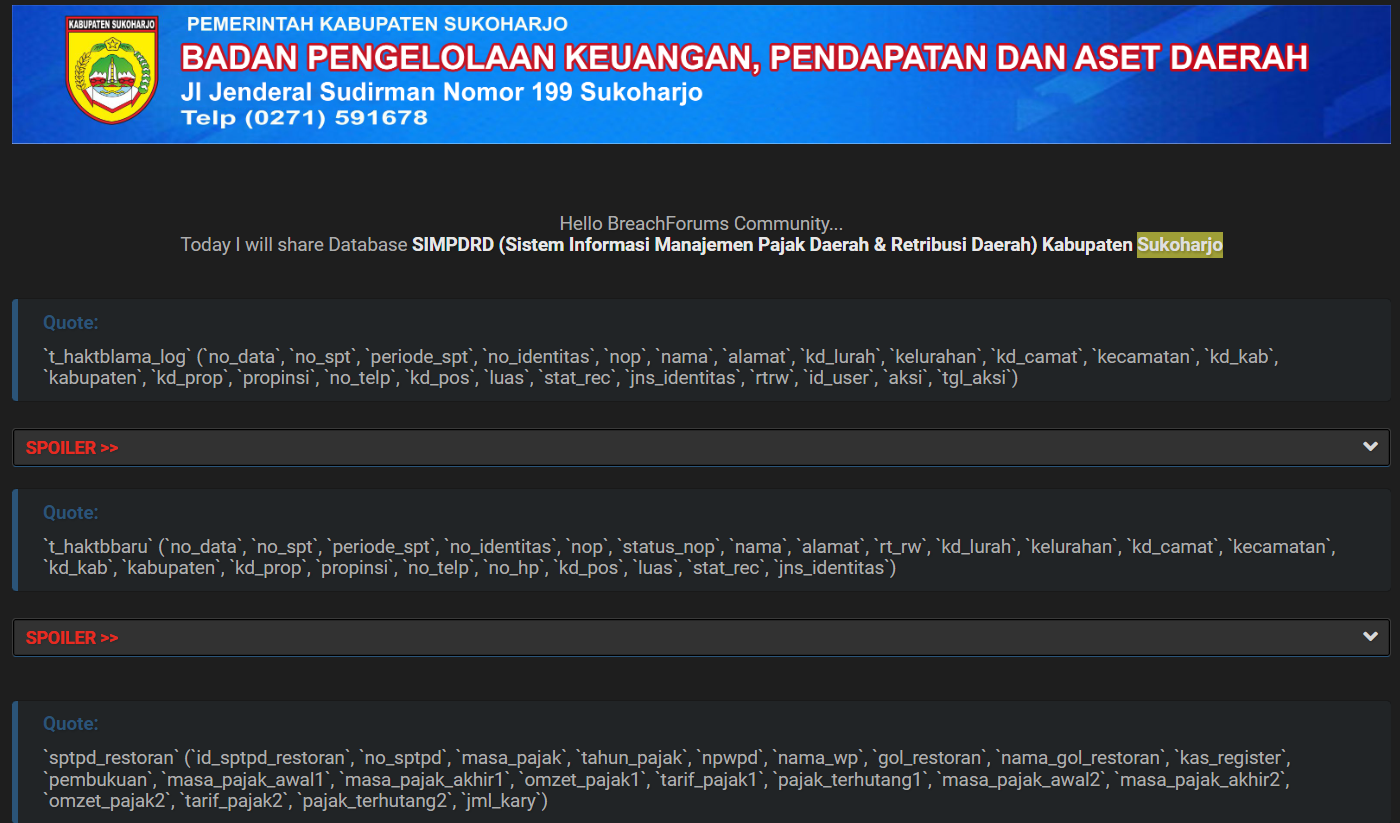 KABUPATEN SUKOHARJO
PEMERINTAH KABUPATEN SUKOHARJO
BADAN PENGELOLAAN KEUANGAN, PENDAPATAN DAN ASET DAERAH
Jl Jenderal Sudirman Nomor 199 Sukoharjo
Telp (0271) 591678
Hello BreachForums Community...
Today I will share Database SIMPDRD (Sistem Informasi Manajemen Pajak Daerah & Retribusi Daerah) Kabupaten Sukoharjo
Quote:
`t_haktblama_log` (`no_data`, `no_spt`, `periode_spt`, `no_identitas`, `nop`, `nama`, `alamat`, `kd_lurah`, `kelurahan`, `kd_camat`, `kecamatan`, `kd_kab`,
`kabupaten`, `kd_prop`, `propinsi`, `no_telp`, `kd_pos`, `luas`, `stat_rec`, `jns_identitas`, `rtrw`, `id_user`, `aksi`, `tgl_aksi`)
SPOILER >>
Quote:
`t_haktbbaru` (`no_data`, `no_spt`, `periode_spt`, `no_identitas`, `nop`, `status_nop`, `nama`, `alamat`, `rt_rw`, `kd_lurah`, `kelurahan`, `kd_camat`, `kecamatan`,
`kd_kab`, `kabupaten`, `kd_prop`, `propinsi`, `no_telp`, `no_hp`, `kd_pos`, `luas`, `stat_rec`, `jns_identitas`)
SPOILER >>
Quote:
`sptpd_restoran` (`id_sptpd_restoran`, `no_sptpd`, `masa_pajak`, `tahun_pajak`, `npwpd`, `nama_wp`, `gol_restoran`, `nama_gol_restoran`, `kas_register`,
`pembukuan`, `masa_pajak_awal1`, `masa_pajak_akhir1`, `omzet_pajak1`, `tarif_pajak1`, `pajak_terhutang1`, `masa_pajak_awal2`, `masa_pajak_akhir2`,
`omzet_pajak2`, `tarif_pajak2`, `pajak_terhutang2`, `jml_kary`)